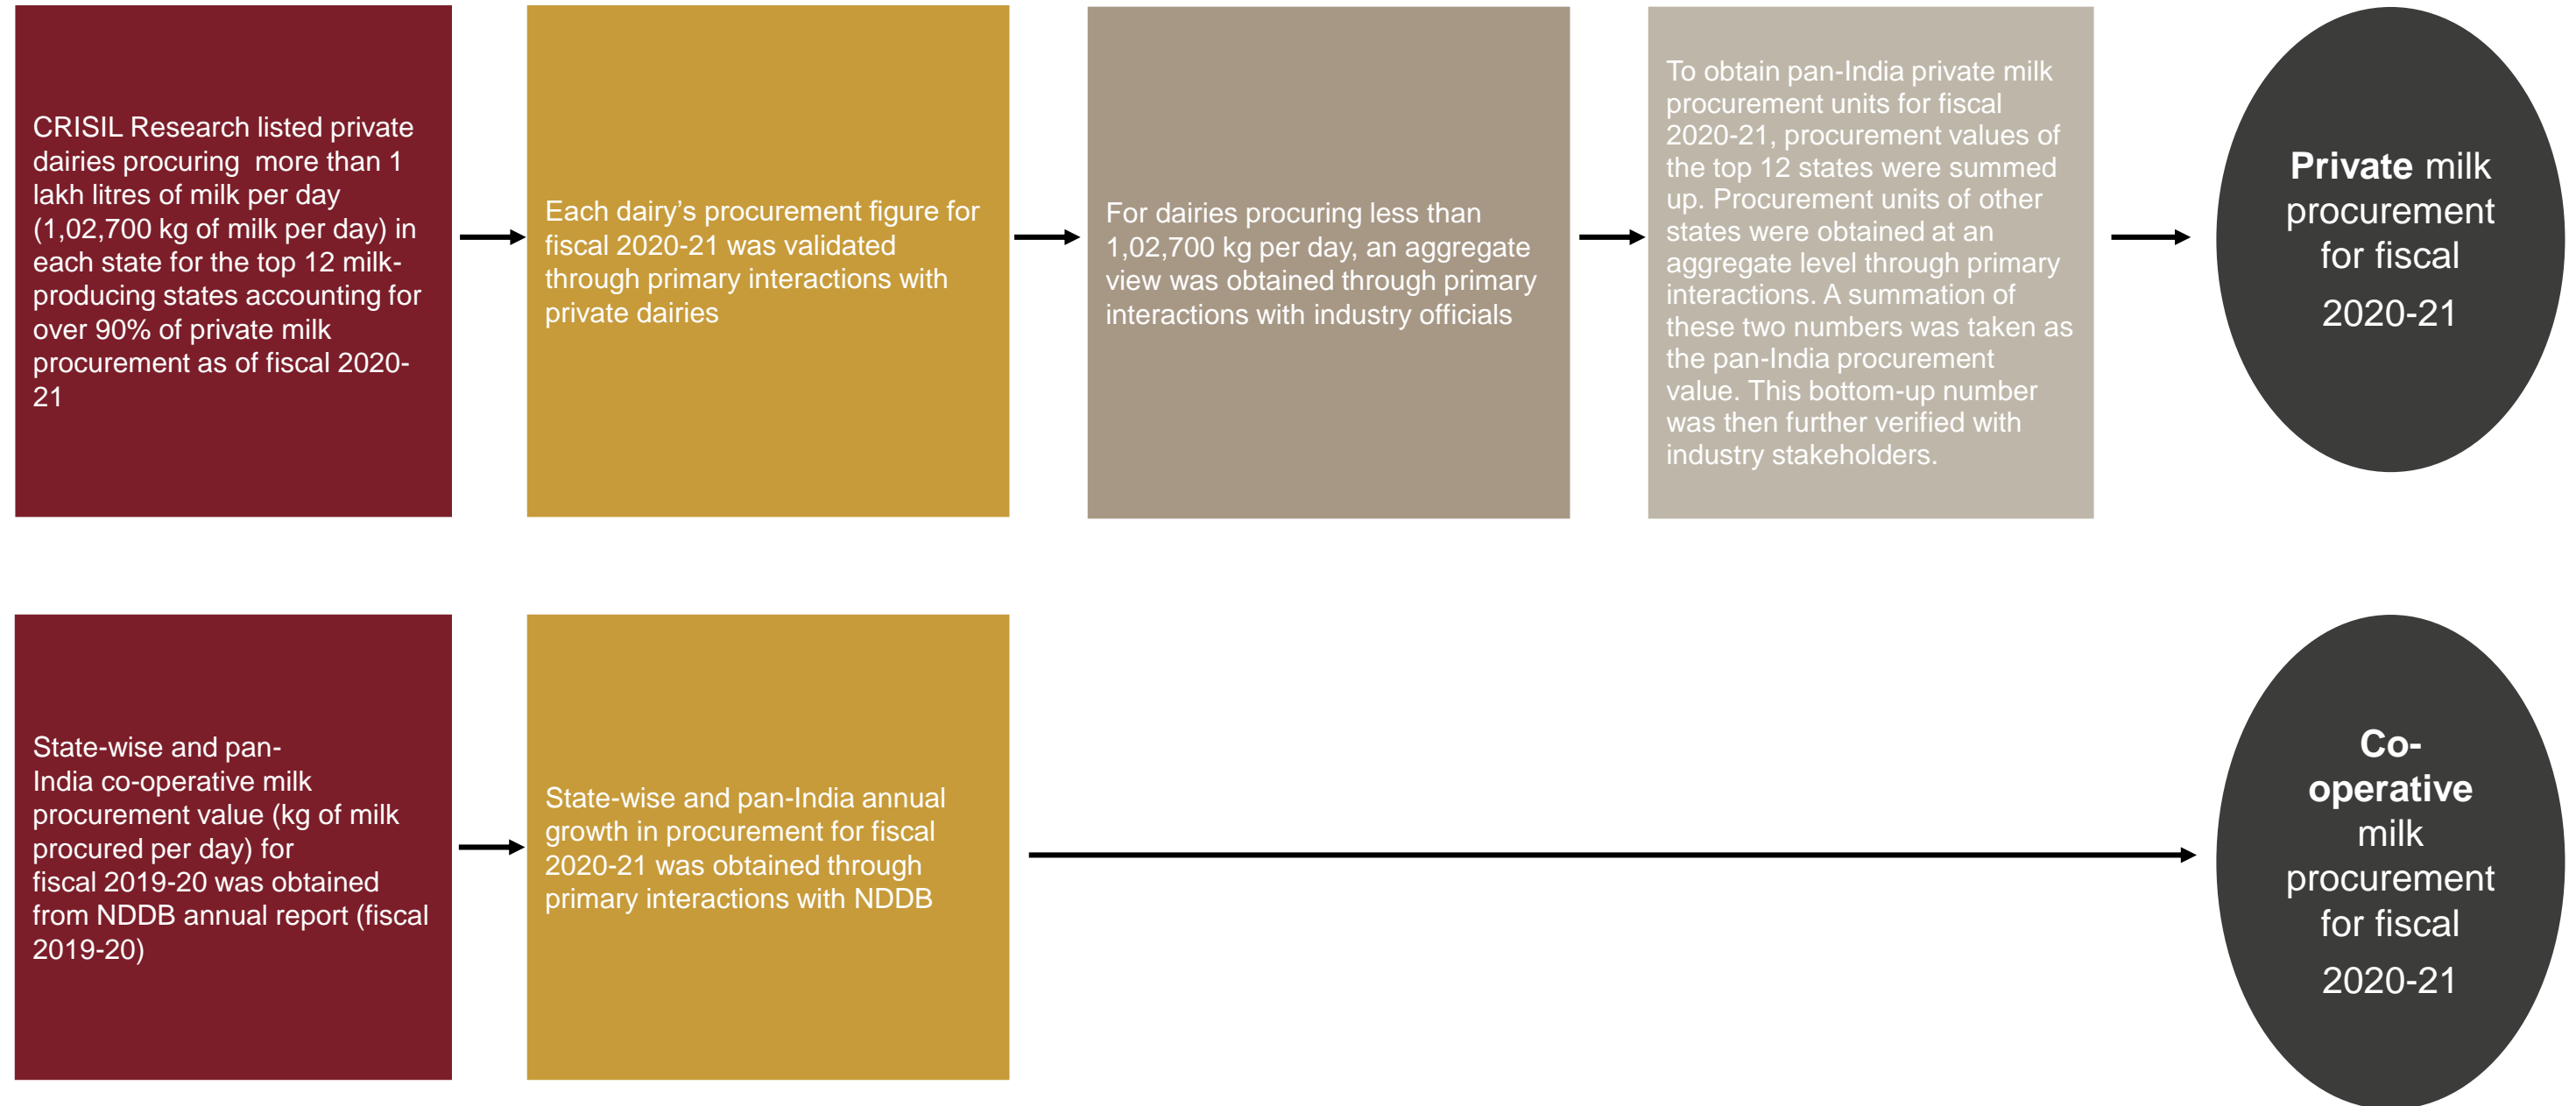 CRISIL Research listed private
dairies procuring more than 1
lakh litres of milk per day
(1,02,700 kg of milk per day) in
each state for the top 12 milk-
producing states accounting for
over 90% of private milk
procurement as of fiscal 2020-
21
Each dairy’s procurement figure for
fiscal 2020-21 was validated
through primary interactions with
private dairies
For dairies procuring less than
1,02,700 kg per day, an aggregate
view was obtained through primary
interactions with industry officials
To obtain pan-India private milk
procurement units for fiscal
2020-21, procurement values of
the top 12 states were summed
up. Procurement units of other
states were obtained at an
aggregate level through primary
interactions. A summation of
these two numbers was taken as
the pan-India procurement
value. This bottom-up number
was then further verified with
industry stakeholders.
Private milk
procurement
for fiscal
2020-21
State-wise and pan-
India co-operative milk
procurement value (kg of milk
procured per day) for
fiscal 2019-20 was obtained
from NDDB annual report (fiscal
2019-20)
State-wise and pan-India annual
growth in procurement for fiscal
2020-21 was obtained through
primary interactions with NDDB
Co-
operative
milk
procurement
for fiscal
2020-21